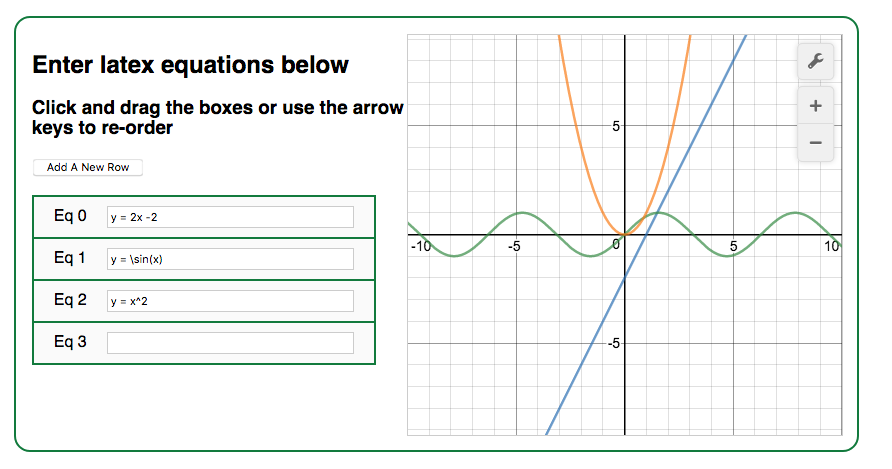 Enter latex equations below
Click and drag the boxes or use the arrow
keys to re-order
Add A New Row
Eq 0 y = 2x -2
Eq 1 y = \sin(x)
Eq 2 y = x^2
Eq 3
5
-10 -5 0 5 10
-5
+
−